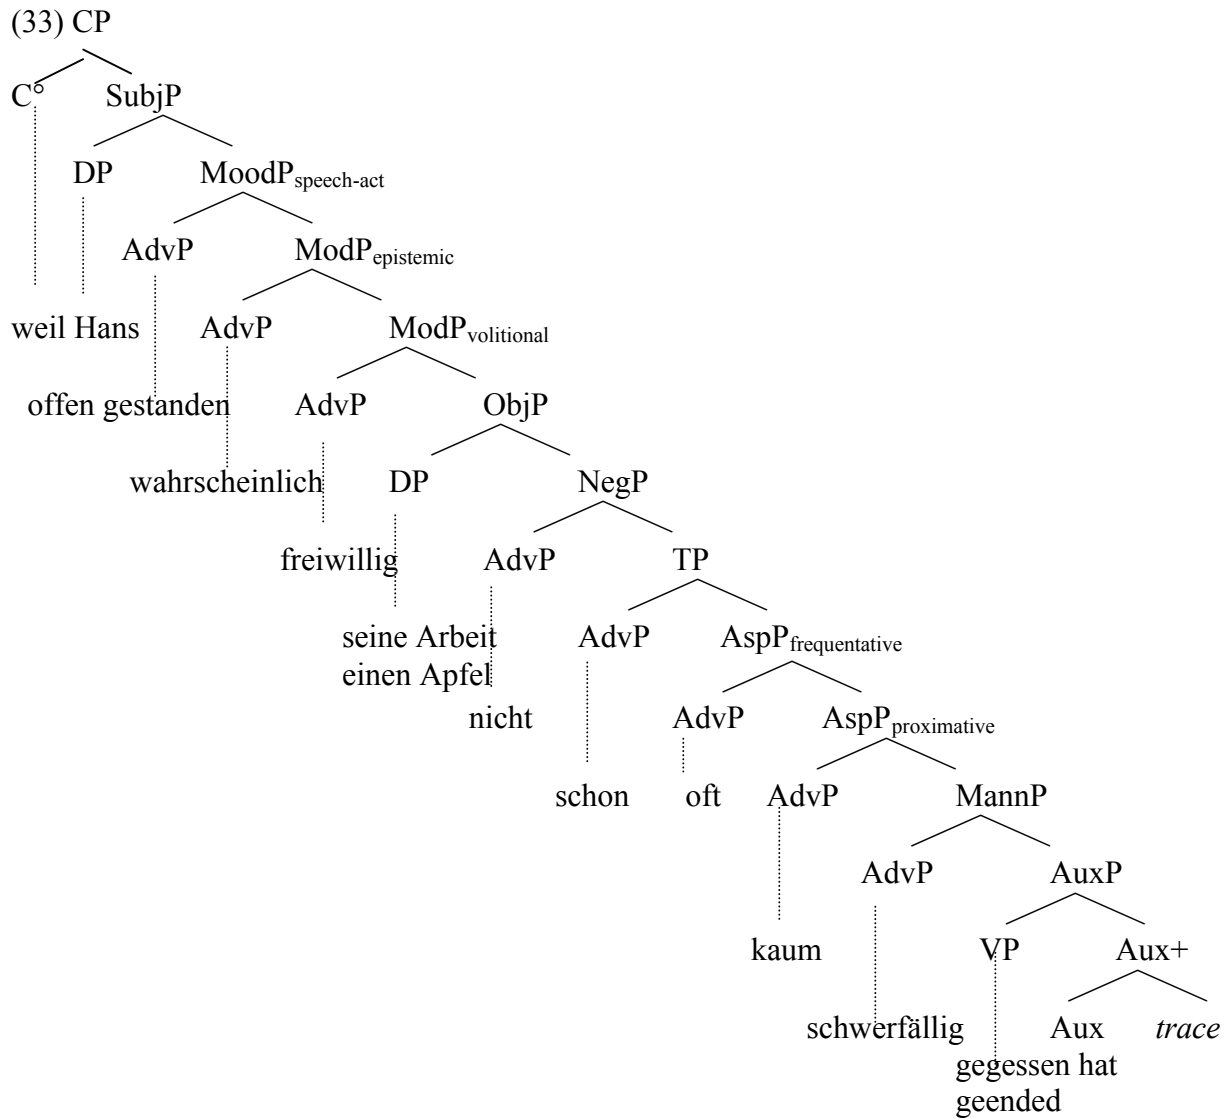 (33) CP
C° SubjP
DP MoodPspeech-act
AdvP ModPepistemic
weil Hans AdvP ModPvolitional
offen gestanden AdvP ObjP
wahrscheinlich DP NegP
freiwillig AdvP TP
seine Arbeit AdvP AspPfrequentative
einen Apfel
nicht AdvP AspPproximative
schon oft AdvP MannP
AdvP AuxP
kaum VP Aux+
schwerfällig Aux trace
gegessen hat
geended